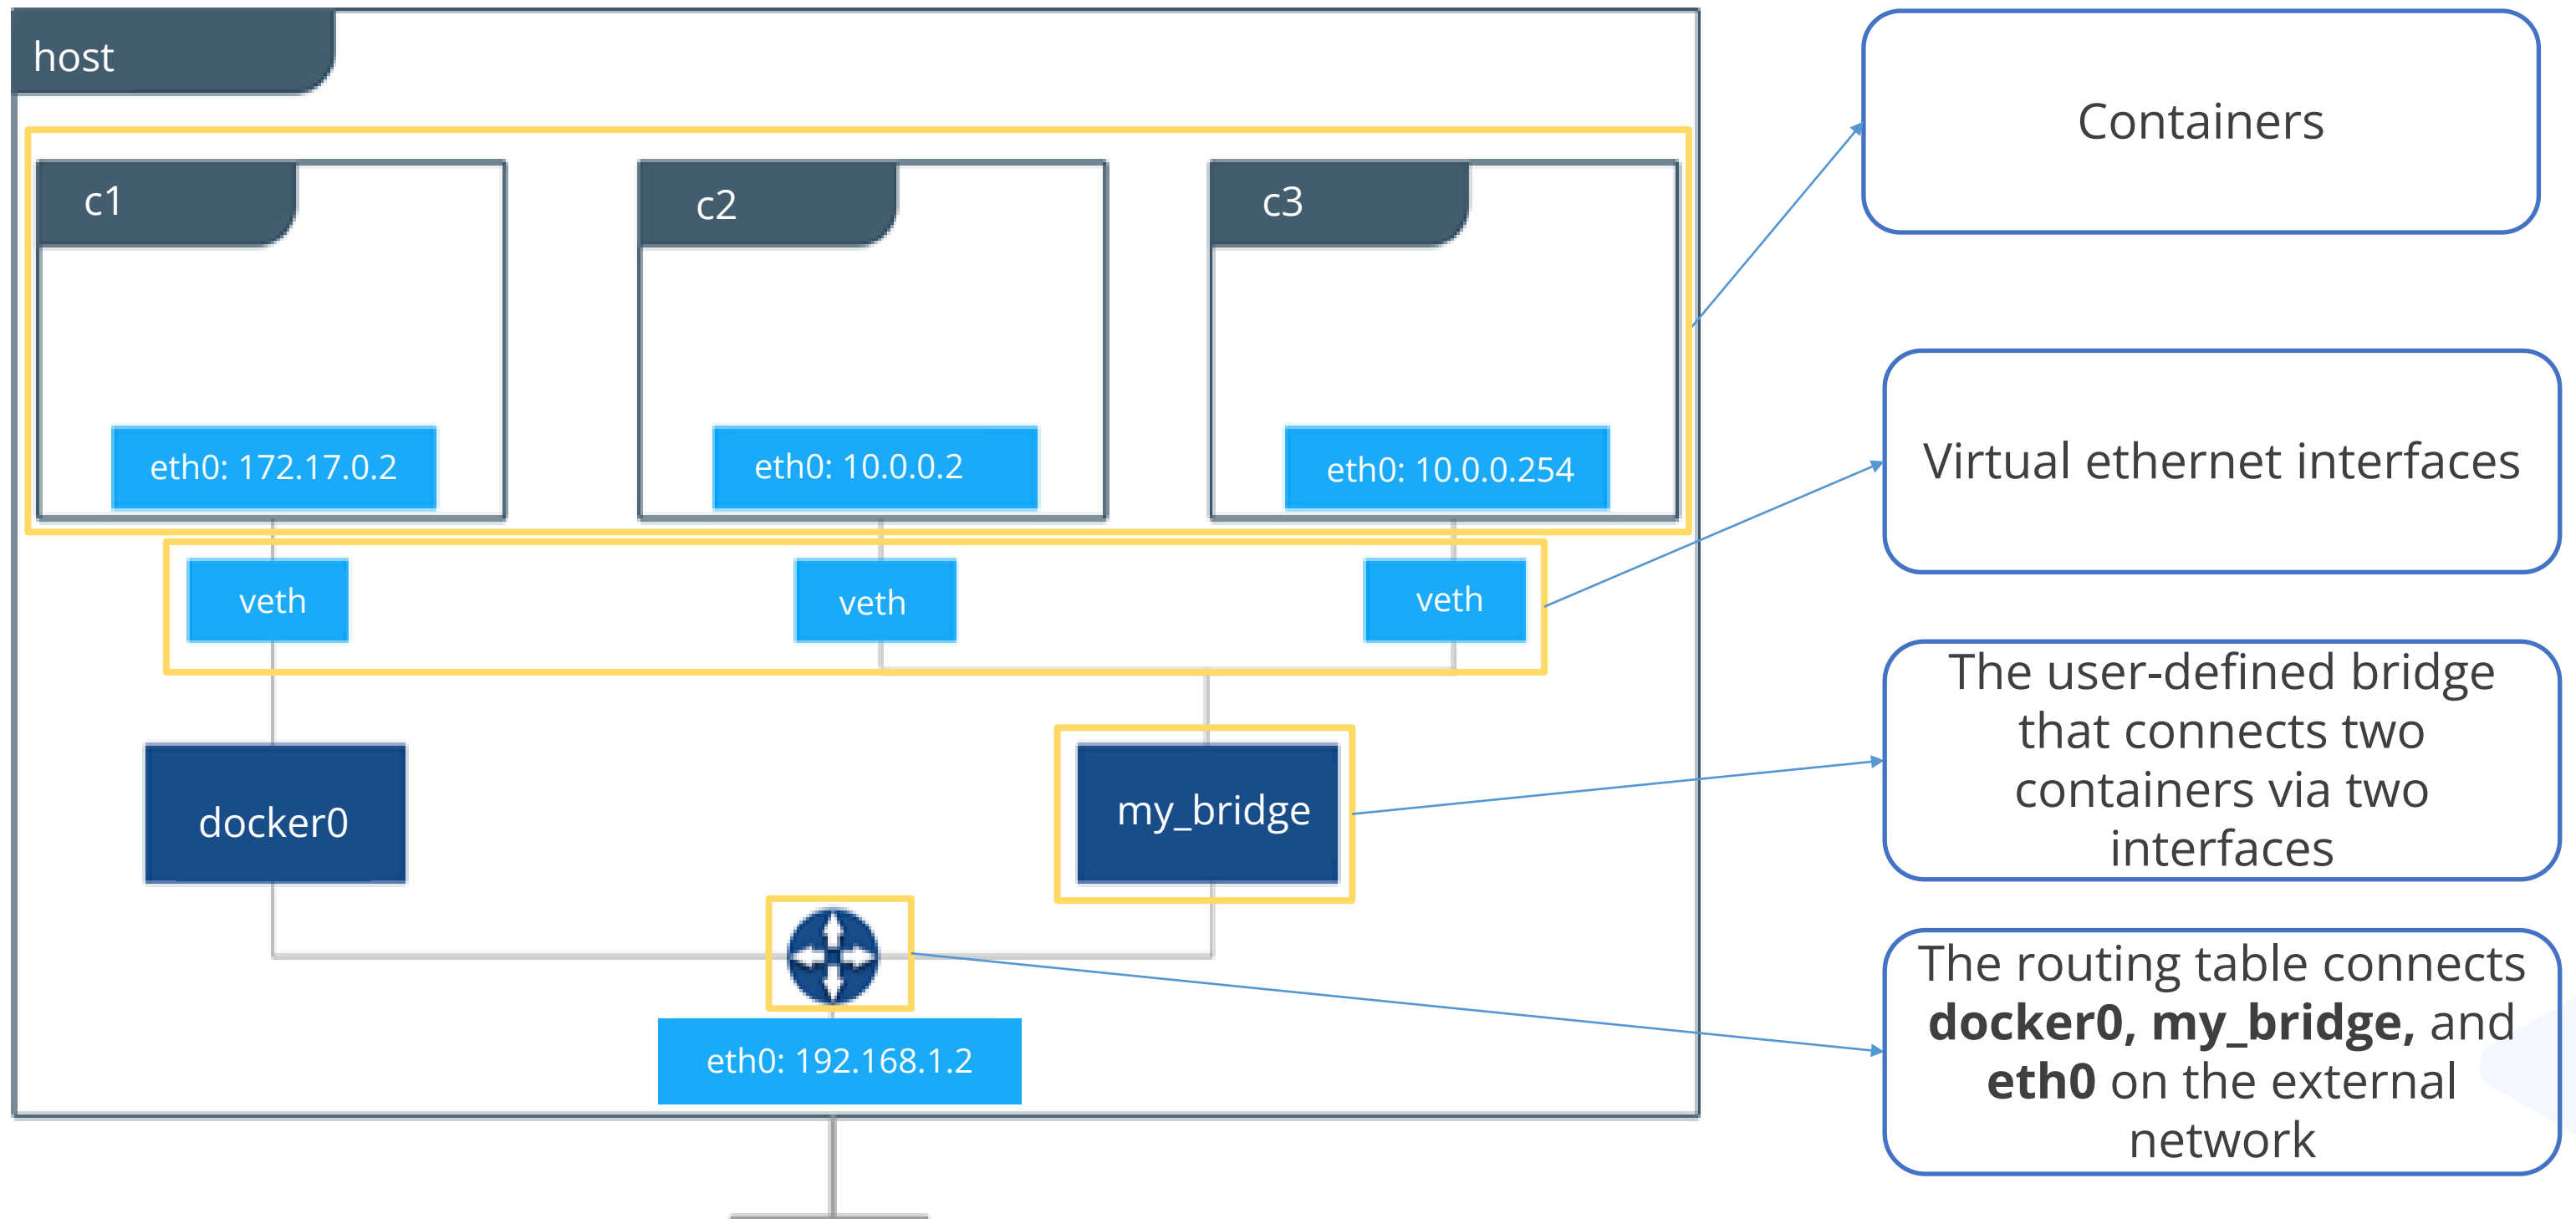 host
c1
c2
c3
eth0: 172.17.0.2
eth0: 10.0.0.2
eth0: 10.0.0.254
veth
veth
veth
docker0
my_bridge
eth0: 192.168.1.2
Containers
Virtual ethernet interfaces
The user-defined bridge
that connects two
containers via two
interfaces
The routing table connects
docker0, my_bridge, and
eth0 on the external
network